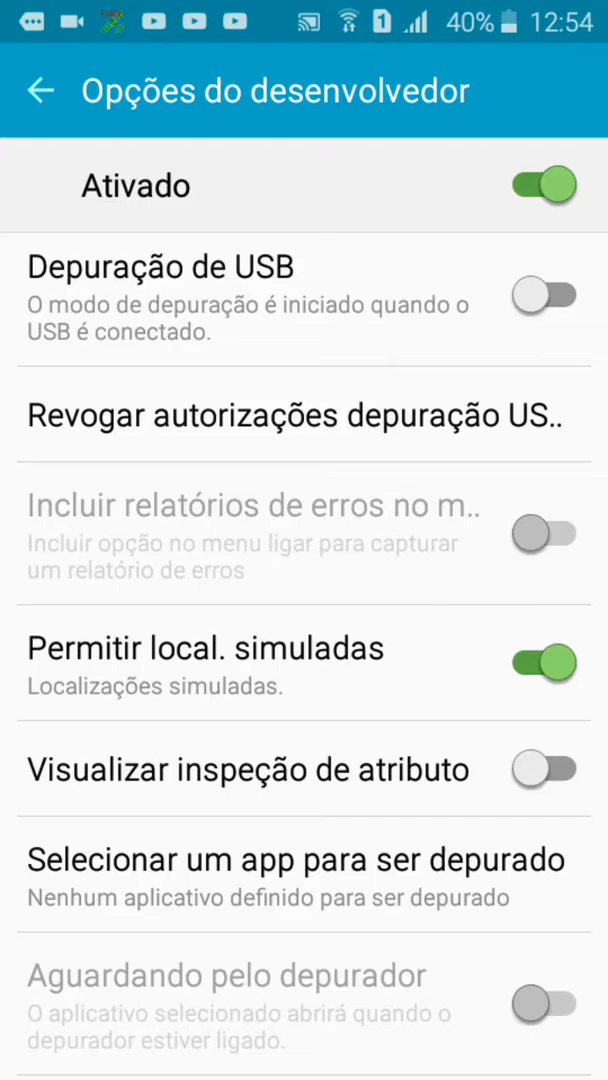 1 40% 12:54
Opções do desenvolvedor
Ativado
Depuração de USB
O modo de depuração é iniciado quando o
USB é conectado.
Revogar autorizações depuração US..
Incluir relatórios de erros no m..
Incluir opção no menu ligar para capturar
um relatório de erros
Permitir local. simuladas
Localizações simuladas.
Visualizar inspeção de atributo
Selecionar um app para ser depurado
Nenhum aplicativo definido para ser depurado
Aguardando pelo depurador
O aplicativo selecionado abrirá quando o
depurador estiver ligado.